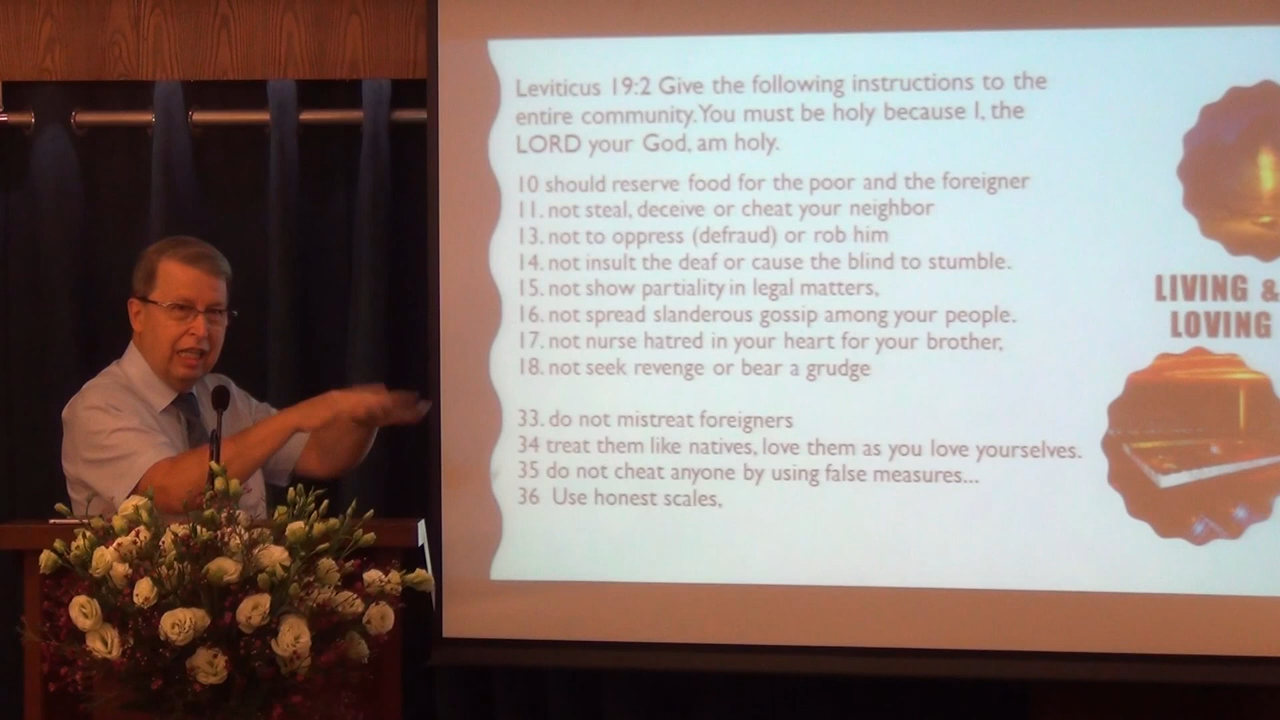 Leviticus 19:2 Give the following instructions to the
entire community. You must be holy because I, the
LORD your God, am holy.
10 should reserve food for the poor and the foreigner
11. not steal, deceive or cheat your neighbor
13. not to oppress (defraud) or rob him
14. not insult the deaf or cause the blind to stumble.
15. not show partiality in legal matters,
16. not spread slanderous gossip among your people.
17. not nurse hatred in your heart for your brother,
18. not seek revenge or bear a grudge
33. do not mistreat foreigners
34 treat them like natives, love them as you love yourselves.
35 do not cheat anyone by using false measures...
36 Use honest scales,
LIVING &
LOVING